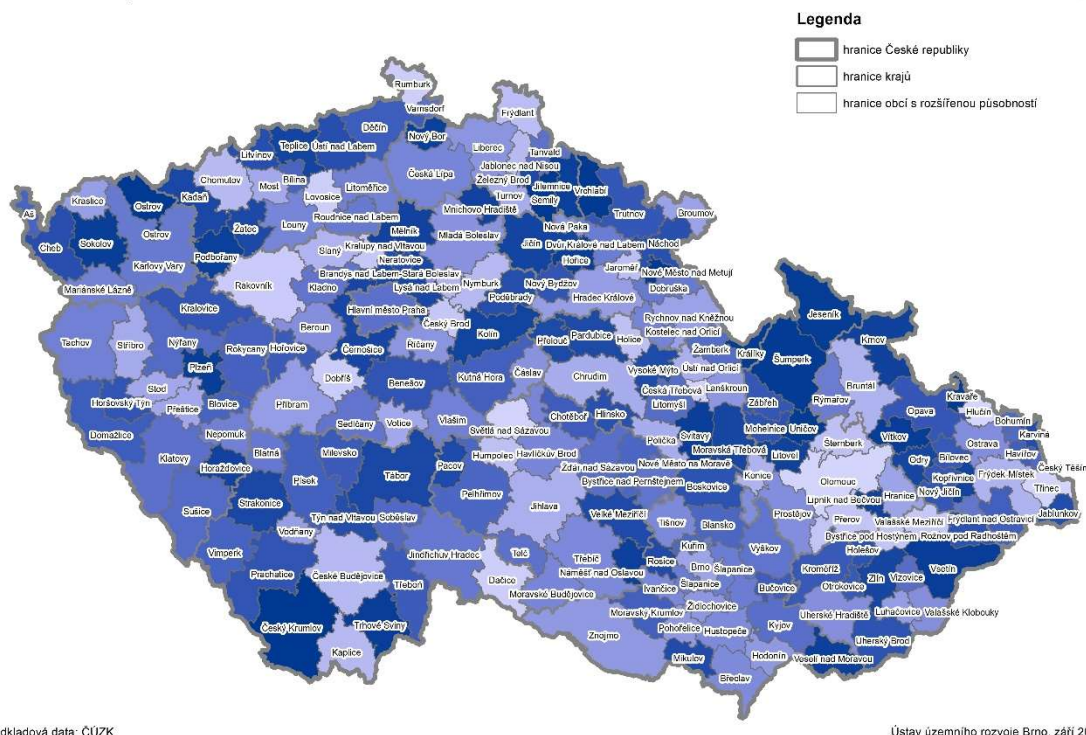 Legenda
hranice České republiky
hranice krajů
hranice obcí s rozšířenou působností
Rumburk
Varnsdorf
Frýdlant
Děčín
Nový Bor
Teplice
Ústí nad Labem
Liberec
Tanvald
Litvínov
Jablonec nad Nisou
Chomutov
Bílina
Česká Lípa
Železný Brod
Jilemnice
Vrchlabí
Most
Litoměřice
Kraslice
Kadaň
Lovosice
Turnov
Semily
Ostrov
Mnichovo Hradiště
Trutnov
Broumov
Aš
Louny
Roudnice nad Labem
Žatec
Mělník
Nová Paka
Cheb
Sokolov
Ostrov
Mladá Boleslav
Jičín
Dvůr Králové nad Labem
Náchod
Slaný
Kralupy nad Vltavou
Hořice
Podbořany
Neratovice
Karlovy Vary
Jaroměř
Nové Město nad Metují
Brandýs nad Labem-Stará Boleslav
Mariánské Lázně
Rakovník
Kladno
Lysá nad Labem
Nymburk
Nový Bydžov
Dobruška
Jeseník
Poděbrady
Hradec Králové
Kralovice
Hlavní město Praha
Rychnov nad Kněžnou
Beroun
Český Brod
Kolín
Kostelec nad Orlicí
Tachov
Stříbro
Nýřany
Rokycany
Hořovice
Černošice
Říčany
Přelouč
Pardubice
Holice
Žamberk
Králíky
Šumperk
Krnov
Plzeň
Dobříš
Benešov
Kutná Hora
Čáslav
Chrudim
Vysoké Mýto
Ústí nad Orlicí
Bruntál
Stod
Česká Třebová
Lanškroun
Rýmařov
Horšovský Týn
Přeštice
Blovice
Příbram
Litomyšl
Zábřeh
Kravaře
Sedlčany
Votice
Vlašim
Chotěboř
Hlinsko
Opava
Hlučín
Bohumín
Domažlice
Nepomuk
Světlá nad Sázavou
Polička
Svitavy
Mohelnice
Uničov
Vítkov
Ostrava
Karviná
Klatovy
Blatná
Milevsko
Humpolec
Havlíčkův Brod
Moravská Třebová
Litovel
Šternberk
Odry
Bílovec
Havířov
Horažďovice
Tábor
Pacov
Žďár nad Sázavou
Nové Město na Moravě
Kopřivnice
Frýdek-Místek
Český Těšín
Písek
Bystřice nad Pernštejnem
Boskovice
Konice
Olomouc
Hranice
Nový Jičín
Třinec
Sušice
Strakonice
Pelhřimov
Jihlava
Velké Meziříčí
Prostějov
Lipník nad Bečvou
Jablunkov
Týn nad Vltavou
Soběslav
Tišnov
Blansko
Přerov
Valašské Meziříčí
Frýdlant nad Ostravicí
Vodňany
Bystřice pod Hostýnem
Rožnov pod Radhoštěm
Vimperk
Jindřichův Hradec
Telč
Třebíč
Kuřim
Vyškov
Holešov
Vsetín
Prachatice
České Budějovice
Třeboň
Náměšť nad Oslavou
Rosice
Brno
Šlapanice
Kroměříž
Dačice
Ivančice
Šlapanice
Bučovice
Otrokovice
Zlín
Vizovice
Moravské Budějovice
Židlochovice
Moravský Krumlov
Uherské Hradiště
Luhačovice
Valašské Klobouky
Český Krumlov
Trhové Sviny
Pohořelice
Hustopeče
Kyjov
Znojmo
Uherský Brod
Kaplice
Mikulov
Hodonín
Veselí nad Moravou
Břeclav
dkladová data: ČÚZK
Ústav územního rozvoje Brno, září 20